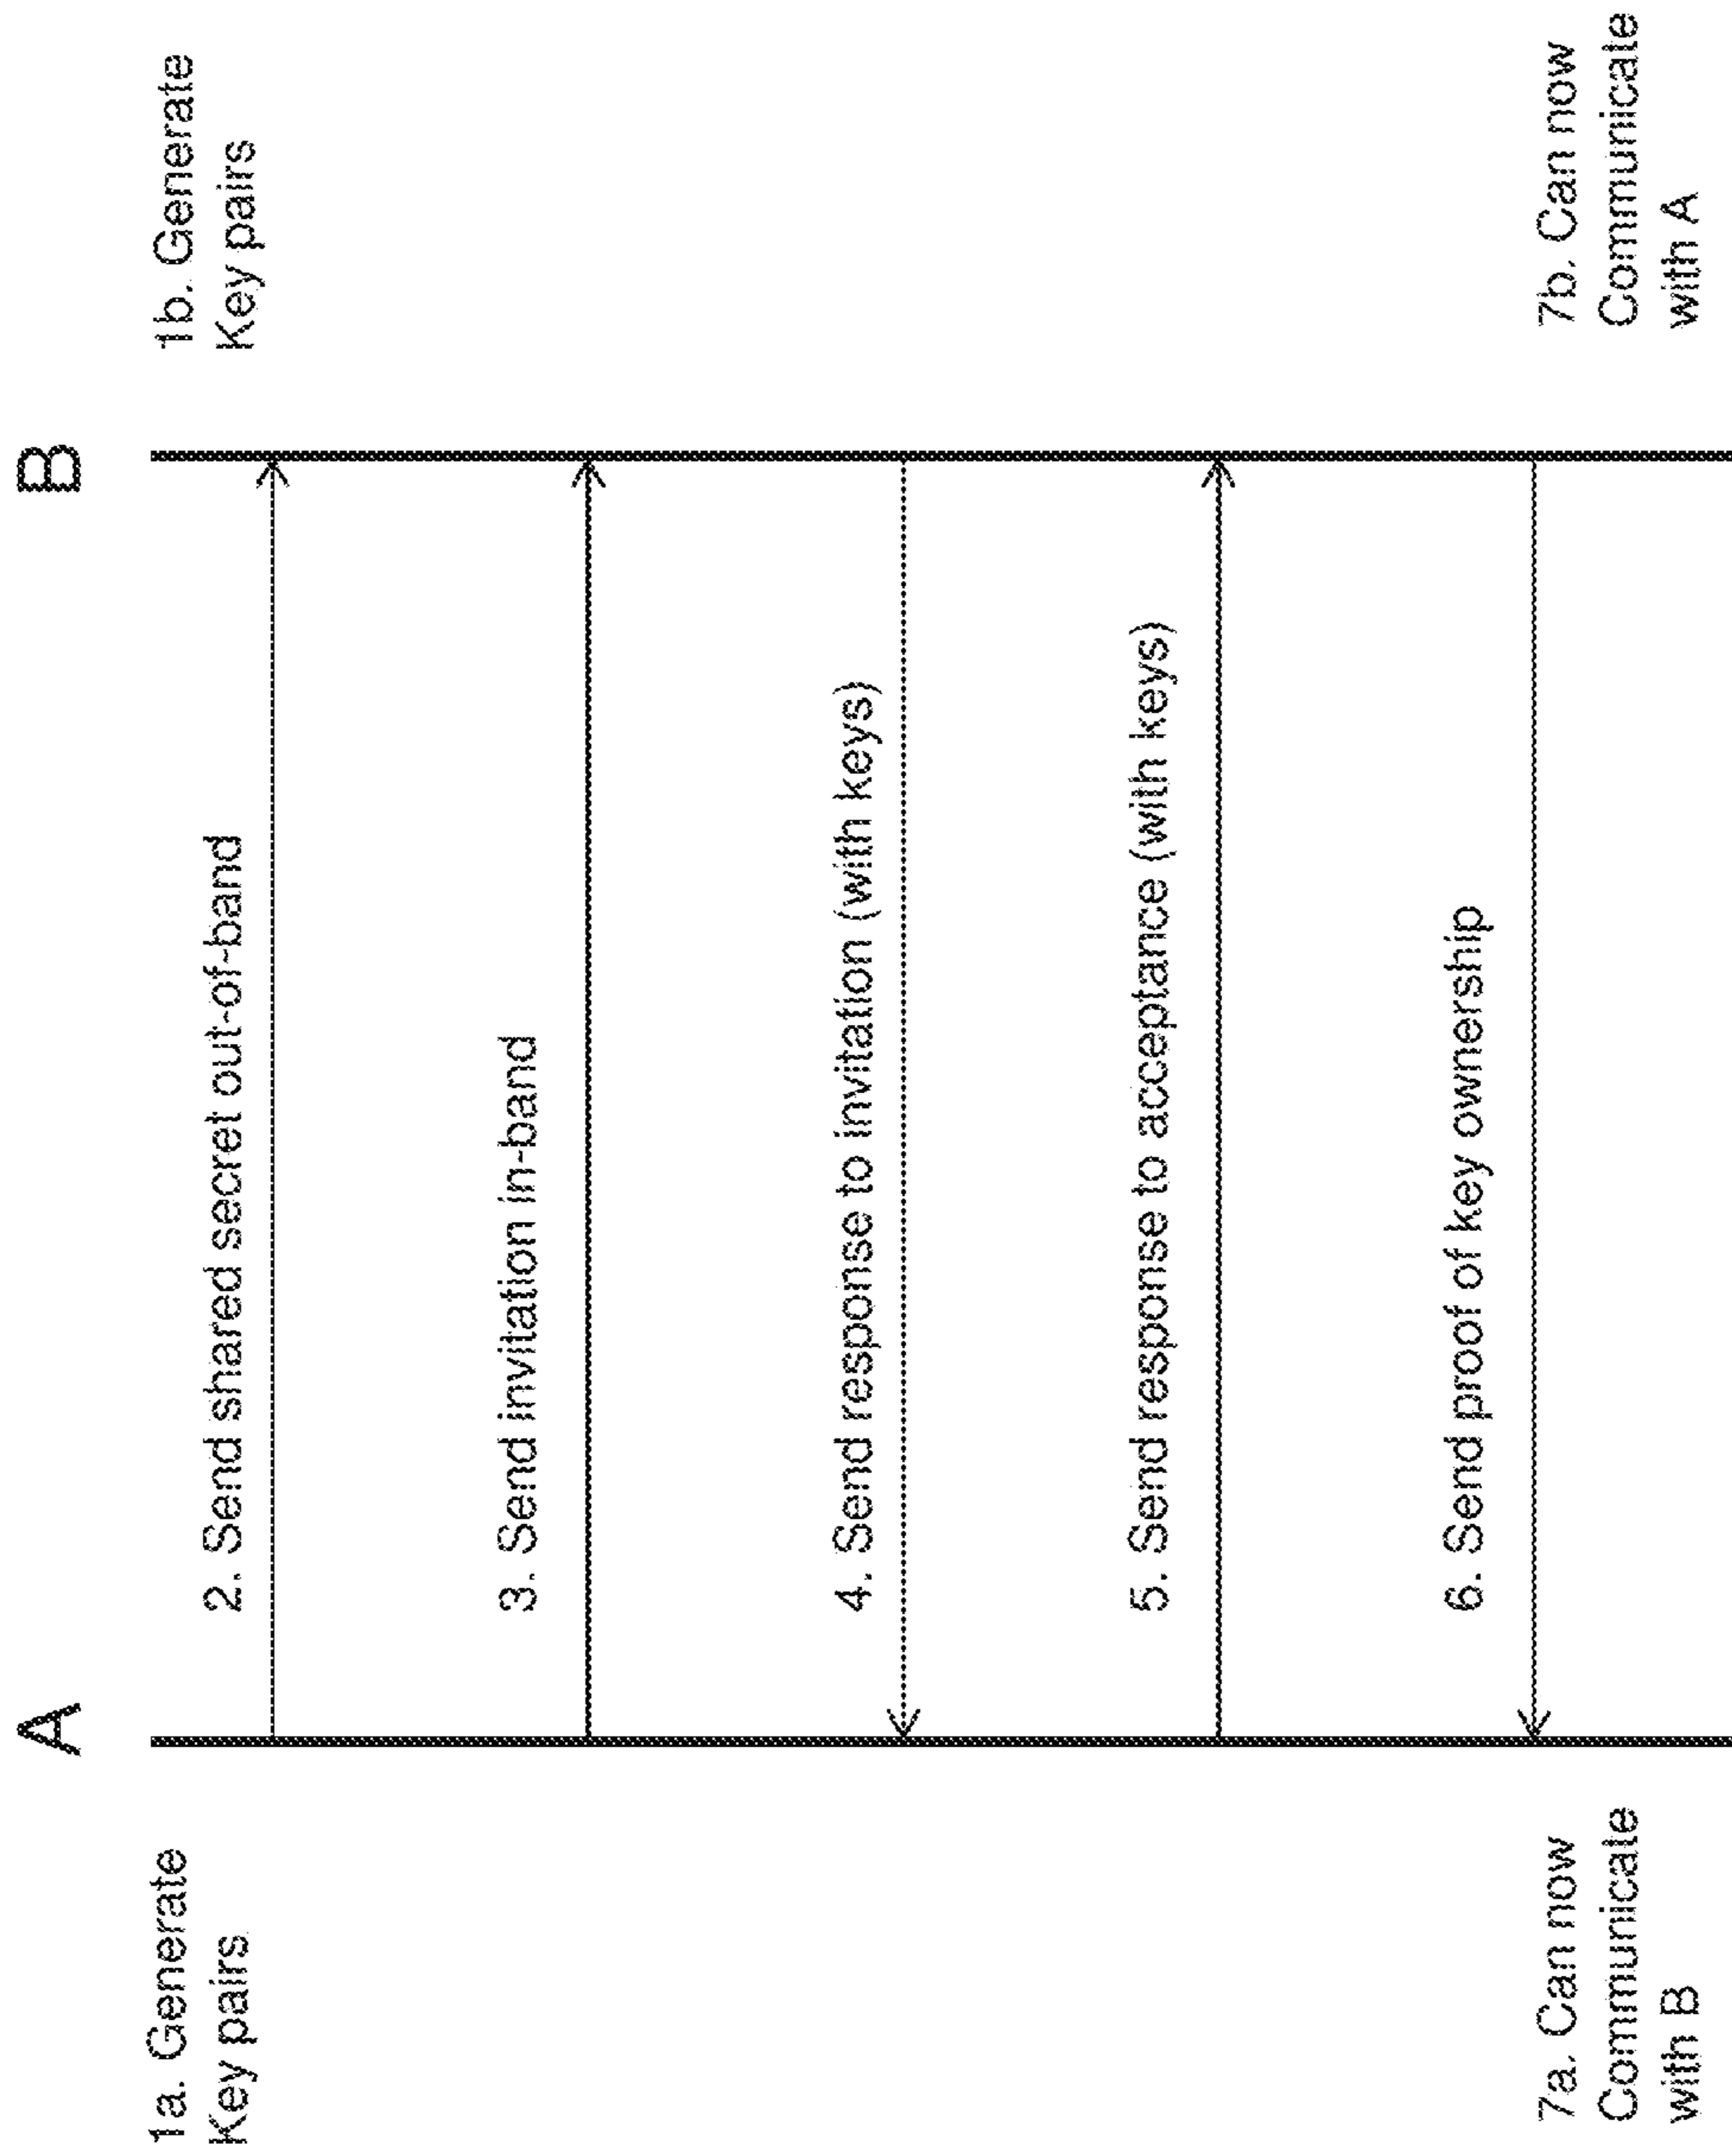 A
B
1a. Generate
Key pairs
1b. Generate
Key pairs
2. Send shared secret out-of-band
3. Send invitation in-band
4. Send response to invitation (with keys)
5. Send response to acceptance (with keys)
6. Send proof of key ownership
7a. Can now
Communicate
with B
7b. Can now
Communicate
with A